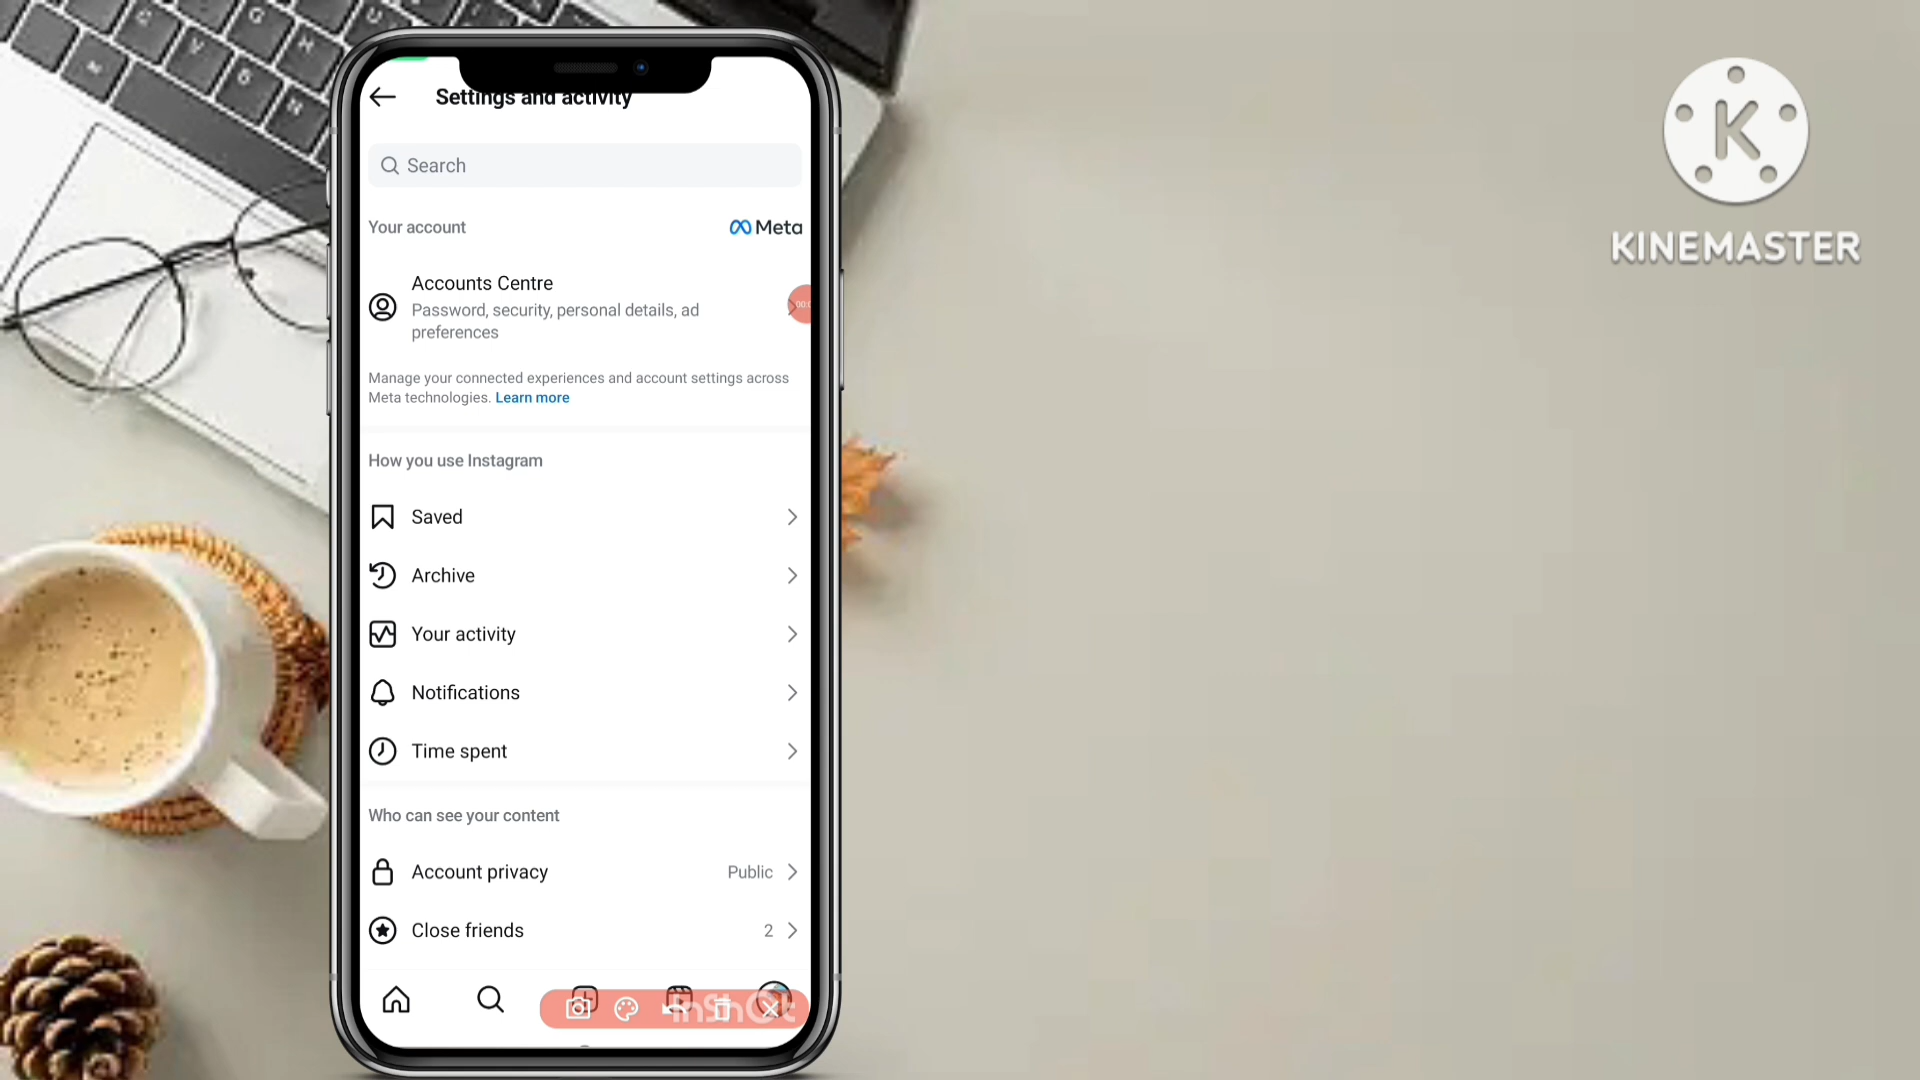 Settings and activity
Search
Your account
Meta
Accounts Centre
Password, security, personal details, ad
preferences
Manage your connected experiences and account settings across
Meta technologies. Learn more
How you use Instagram
Saved
Archive
Your activity
Notifications
Time spent
Who can see your content
Account privacy
Public
Close friends
2
InShOt
K
KINEMASTER